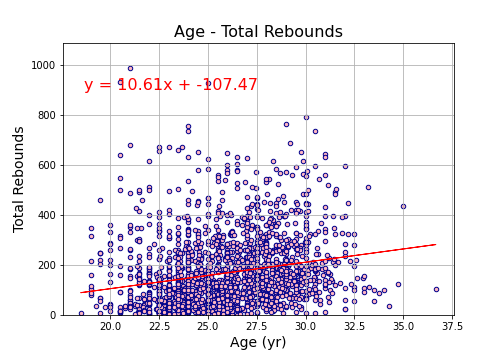 Age - Total Rebounds
y = 10.61x + -107.47
Total Rebounds
1000
800
600
400
200
0
20.0 22.5 25.0 27.5 30.0 32.5 35.0 37.5
Age (yr)